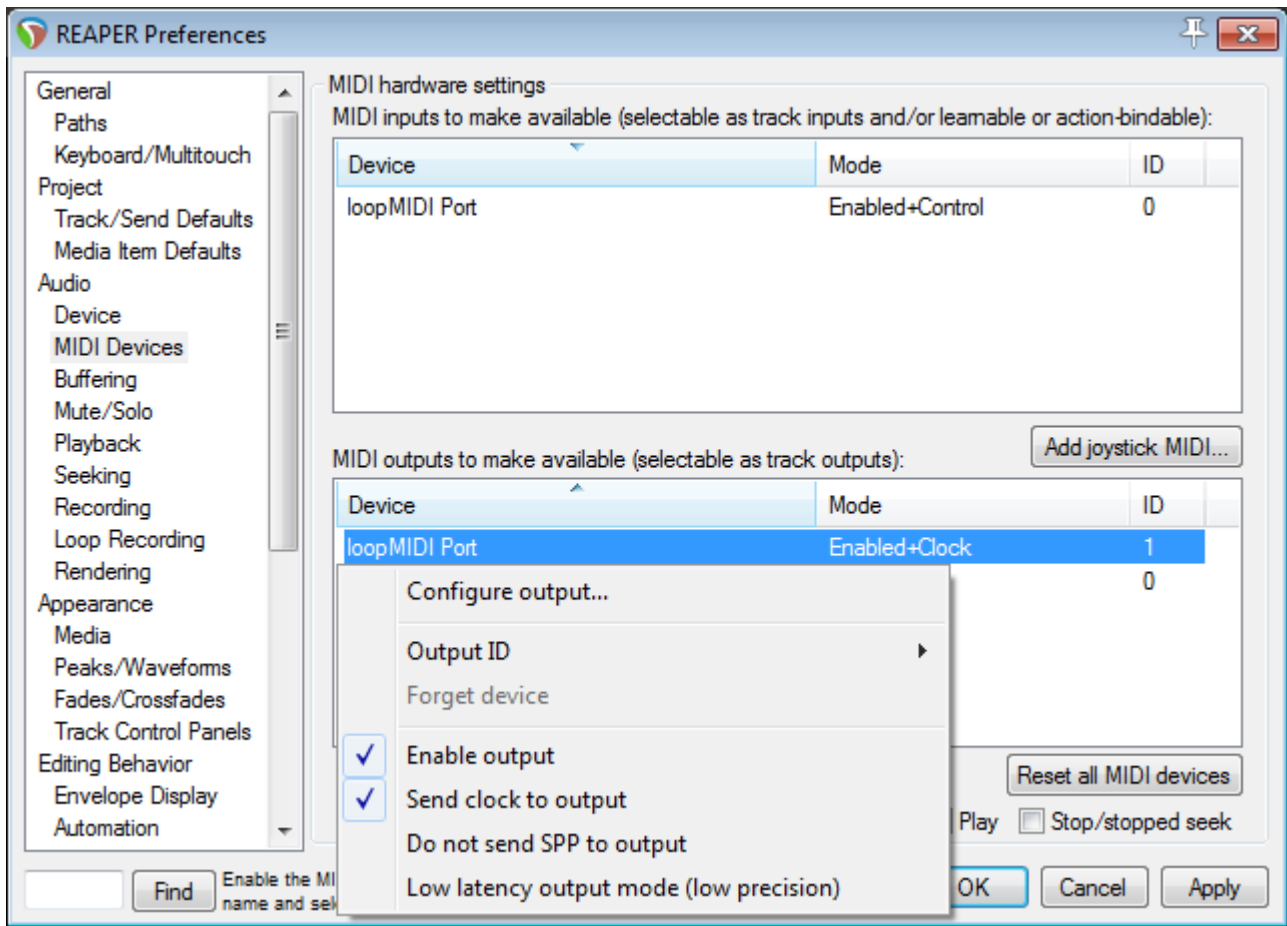 REAPER Preferences
General
Paths
Keyboard/Multitouch
Project
Track/Send Defaults
Media Item Defaults
Audio
Device
MIDI Devices
Buffering
Mute/Solo
Playback
Seeking
Recording
Loop Recording
Rendering
Appearance
Media
Peaks/Waveforms
Fades/Crossfades
Track Control Panels
Editing Behavior
Envelope Display
Automation
MIDI hardware settings
MIDI inputs to make available (selectable as track inputs and/or learnable or action-bindable):
Device Mode ID
loopMIDI Port Enabled+Control 0
Add joystick MIDI...
MIDI outputs to make available (selectable as track outputs):
Device Mode ID
loopMIDI Port Enabled+Clock 1
0
Configure output...
Output ID
Forget device
Enable output
Send clock to output
Do not send SPP to output
Low latency output mode (low precision)
Reset all MIDI devices
Play Stop/stopped seek
Find
Enable the MI
name and sel
OK Cancel Apply